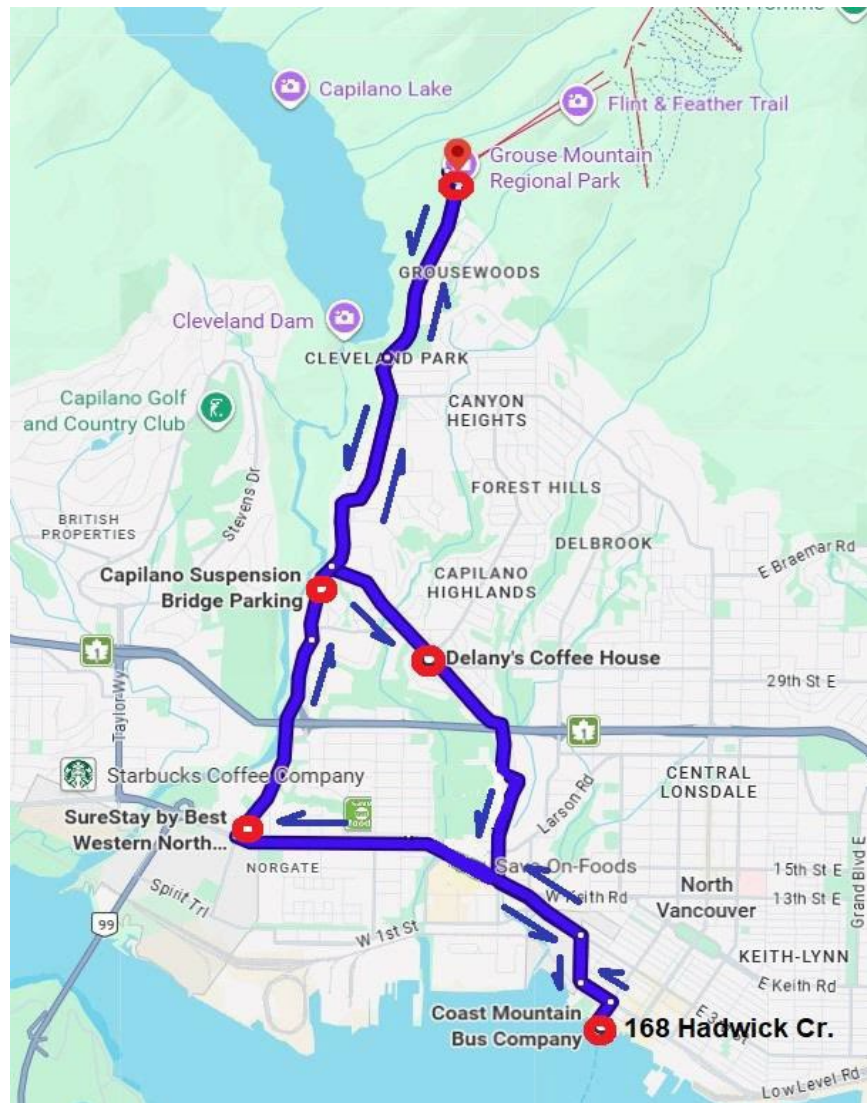 Capilano Lake
Flint & Feather Trail
Grouse Mountain
Regional Park
GROUSEWOODS
Cleveland Dam
CLEVELAND PARK
Capilano Golf
and Country Club
CANYON
HEIGHTS
Stevens Dr
FOREST HILLS
BRITISH
PROPERTIES
DELBROOK
E Braemar Rd
Capilano Suspension
Bridge Parking
CAPILANO
HIGHLANDS
1
Delany's Coffee House
29th St E
Taylor Wy
1
Starbucks Coffee Company
CENTRAL
LONSDALE
Larson Rd
SureStay by Best
Western North...
NORGATE
Save-On-Foods
15th St E
W Keith Rd
13th St E
Grand Blvd E
North
Vancouver
Spirit Trl
99
W 1st St
KEITH-LYNN
E Keith Rd
Coast Mountain
Bus Company
168 Hadwick Cr.
E 3rd St
Low Level Rd